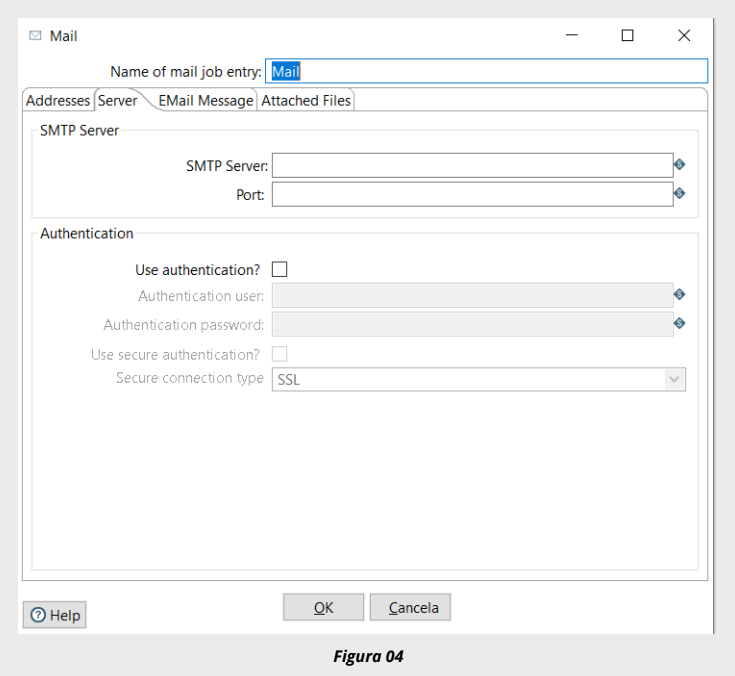 Mail
Name of mail job entry: Mail
Addresses Server EMail Message Attached Files
SMTP Server
SMTP Server:
Port:
Authentication
Use authentication?
Authentication user:
Authentication password:
Use secure authentication?
Secure connection type SSL
Help OK Cancela
Figura 04